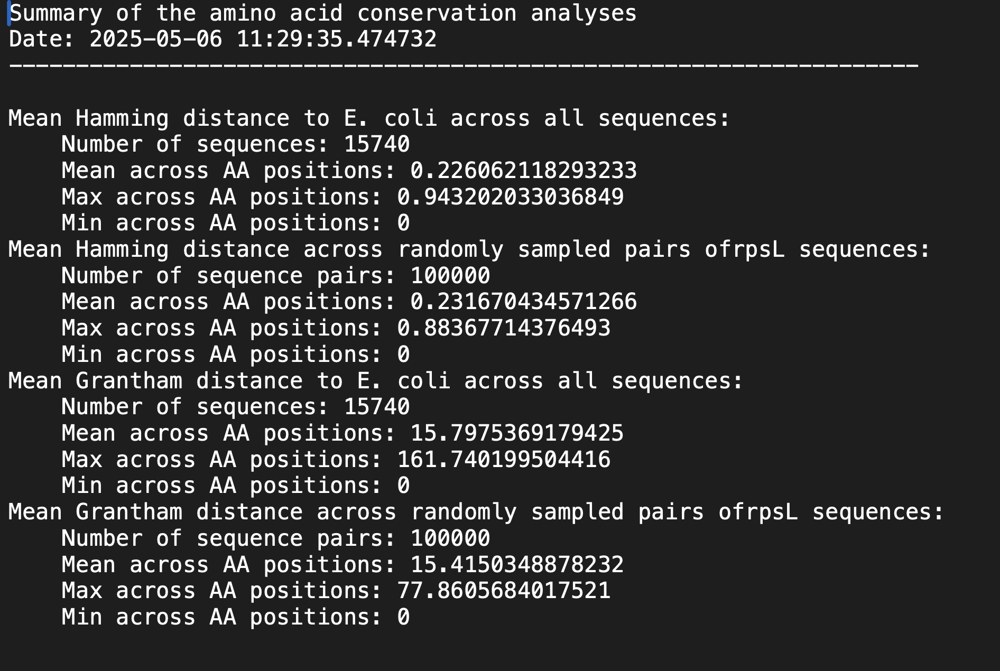 Summary of the amino acid conservation analyses
Date: 2025-05-06 11:29:35.474732
--------------------------------------------------------------------
Mean Hamming distance to E. coli across all sequences:
Number of sequences: 15740
Mean across AA positions: 0.226062118293233
Max across AA positions: 0.943202033036849
Min across AA positions: 0
Mean Hamming distance across randomly sampled pairs ofrpsL sequences:
Number of sequence pairs: 100000
Mean across AA positions: 0.231670434571266
Max across AA positions: 0.88367714376493
Min across AA positions: 0
Mean Grantham distance to E. coli across all sequences:
Number of sequences: 15740
Mean across AA positions: 15.7975369179425
Max across AA positions: 161.740199504416
Min across AA positions: 0
Mean Grantham distance across randomly sampled pairs ofrpsL sequences:
Number of sequence pairs: 100000
Mean across AA positions: 15.4150348878232
Max across AA positions: 77.8605684017521
Min across AA positions: 0